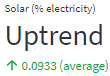 Solar (% electricity)
Uptrend
↑ 0.0933 (average)